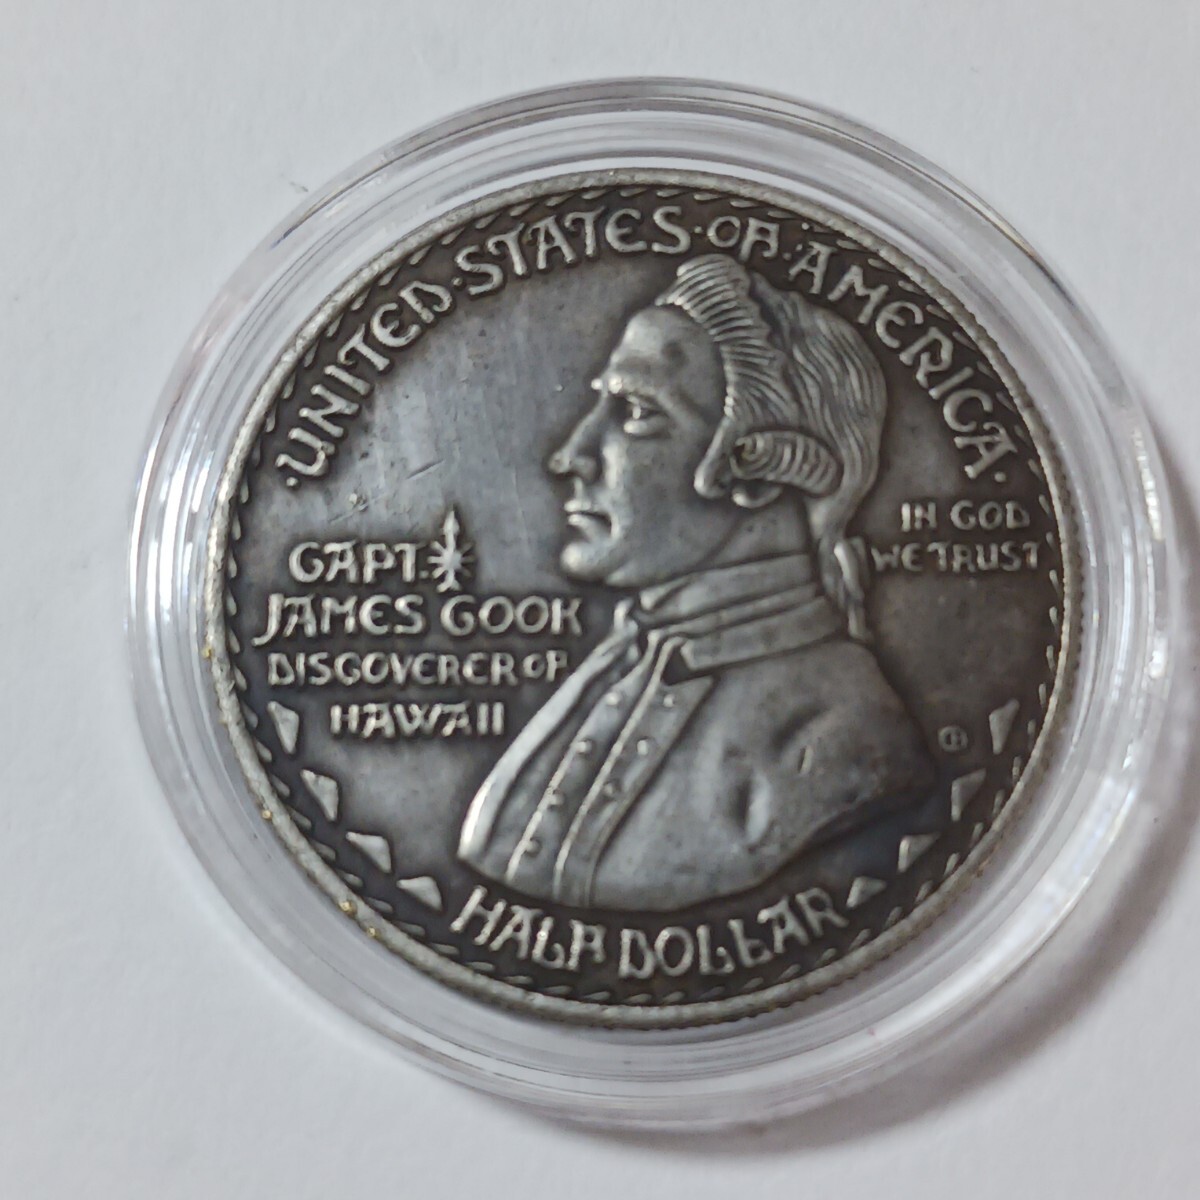 ·UNITED·STATES·OF·AMERICA·
IN GOD
WE TRUST
CAPT.
JAMES COOK
DISCOVERER OF
HAWAII
HALF DOLLAR